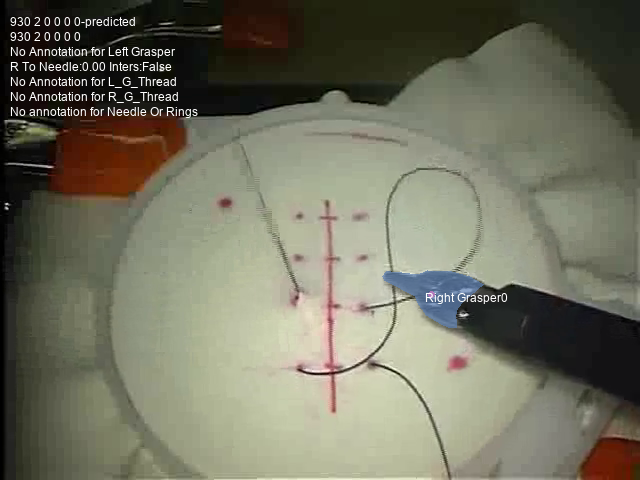 930 2 0 0 0 0-predicted
930 2 0 0 0 0
No Annotation for Left Grasper
R To Needle:0.00 Inters:False
No Annotation for L_G_Thread
No Annotation for R_G_Thread
No annotation for Needle Or Rings
Right Grasper0